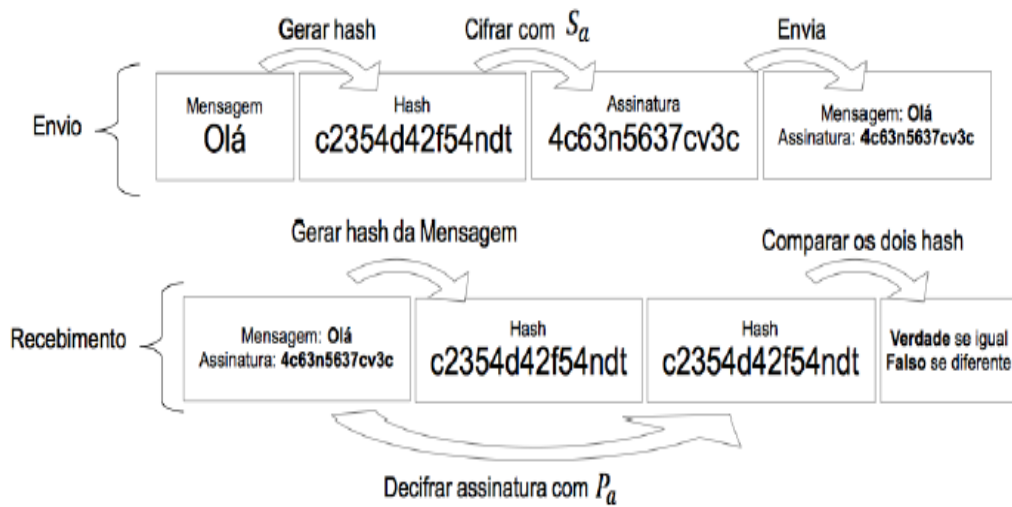 Gerar hash
Cifrar com Sa
Envia
Envio
Mensagem
Olá
Hash
c2354d42f54ndt
Assinatura
4c63n5637cv3c
Mensagem: Olá
Assinatura: 4c63n5637cv3c
Gerar hash da Mensagem
Comparar os dois hash
Recebimento
Mensagem: Olá
Assinatura: 4c63n5637cv3c
Hash
c2354d42f54ndt
Hash
c2354d42f54ndt
Verdade se igual
Falso se diferente
Decifrar assinatura com Pa